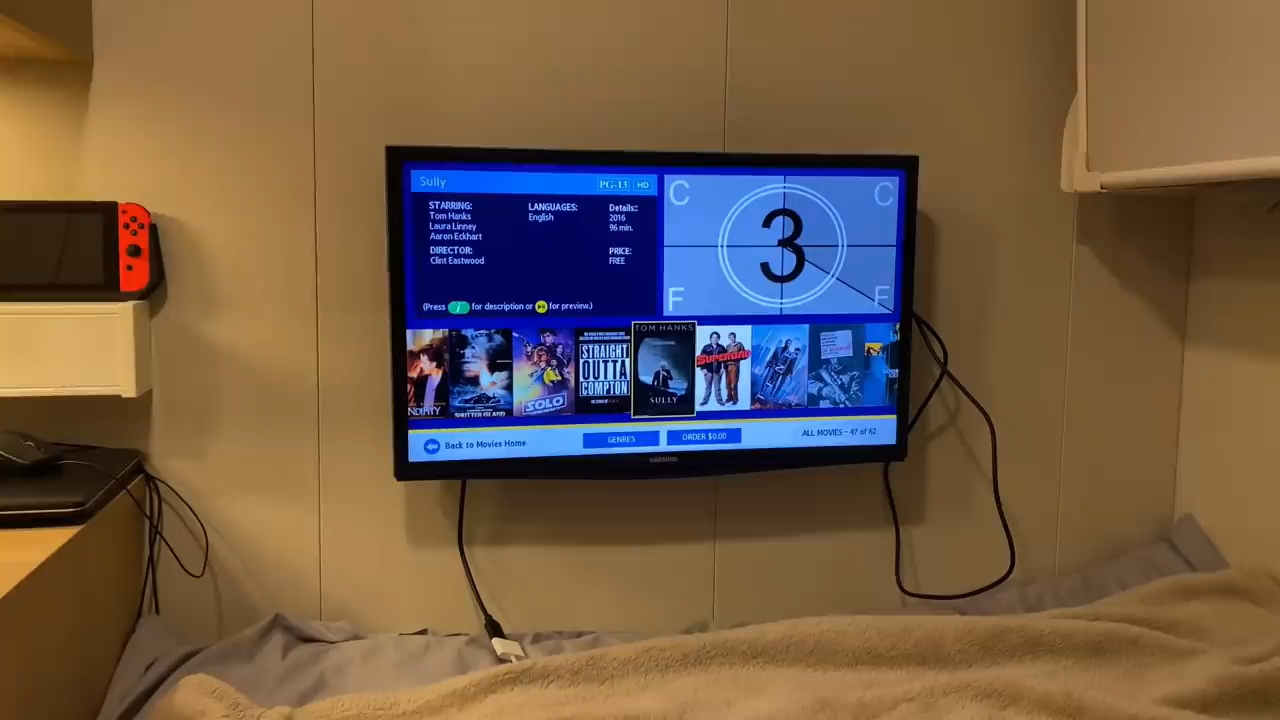 Sully
PG-13 HD
STARRING:
Tom Hanks
Laura Linney
Aaron Eckhart
DIRECTOR:
Clint Eastwood
LANGUAGES:
English
Details::
2016
96 min.
PRICE:
FREE
(Press i for description or for preview.)
C C
3
F F
SHUTTER ISLAND
SOLO
STRAIGHT
OUTTA
COMPTON
TOM HANKS
SULLY
SUPERBAD
Back to Movies Home
GENRES
ORDER $0.00
ALL MOVIES - 47 of 62